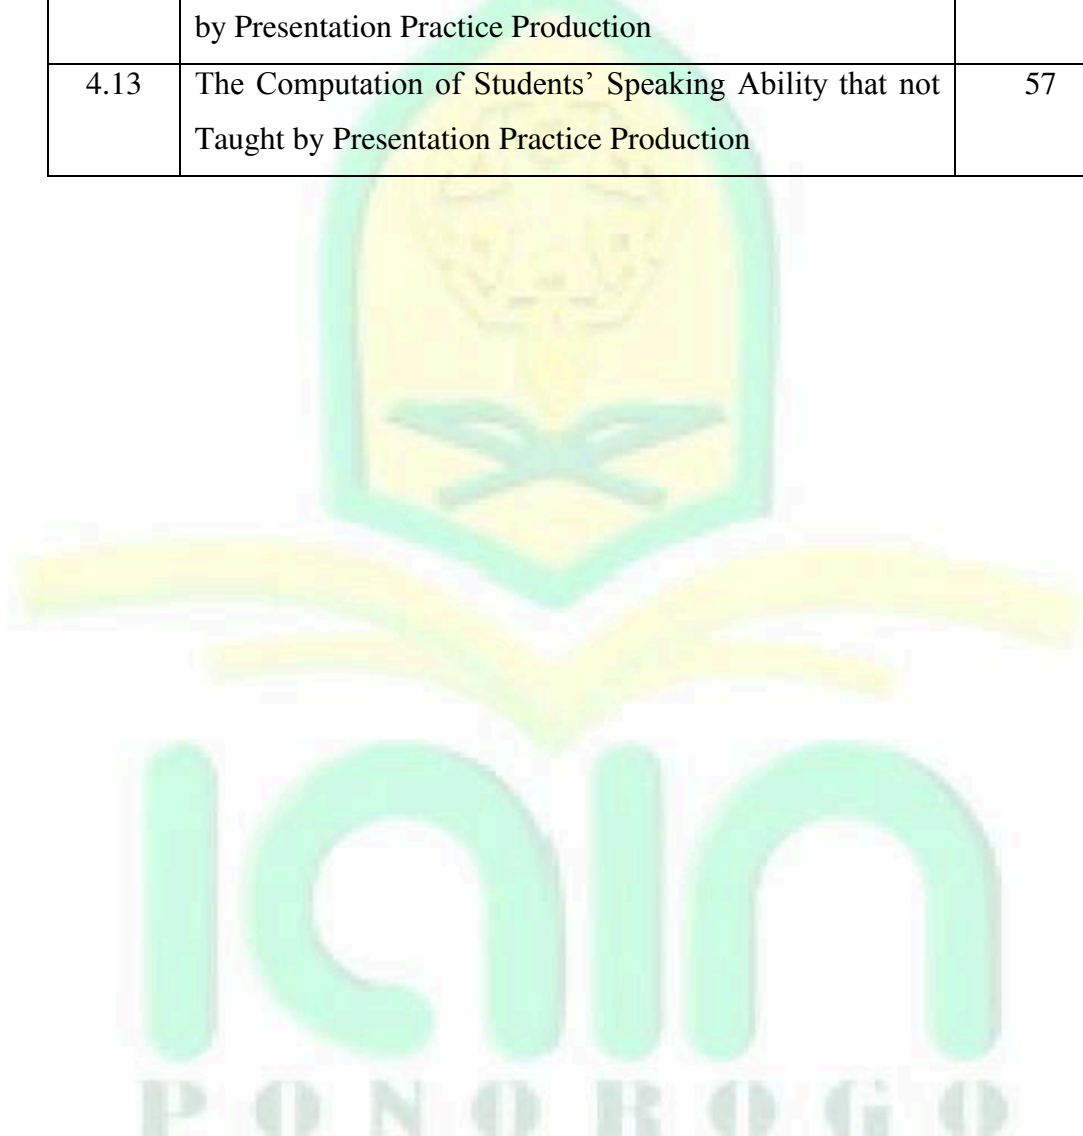 by Presentation Practice Production
4.13 The Computation of Students' Speaking Ability that not 57
Taught by Presentation Practice Production
iain
PONOROGO